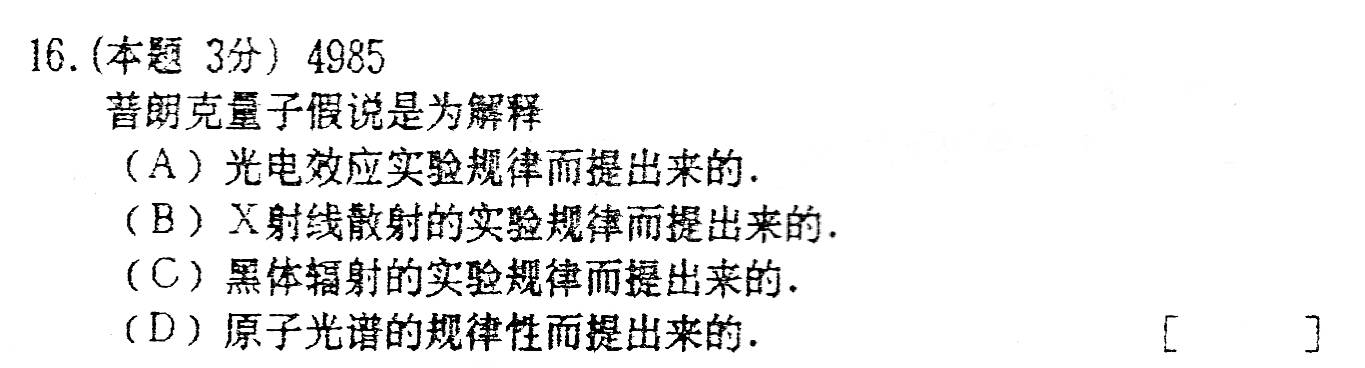 16.(本题 3分) 4985
普朗克量子假说是为解释
(A) 光电效应实验规律而提出来的.
(B) X射线散射的实验规律而提出来的.
(C) 黑体辐射的实验规律而提出来的.
(D) 原子光谱的规律性而提出来的. [ ]